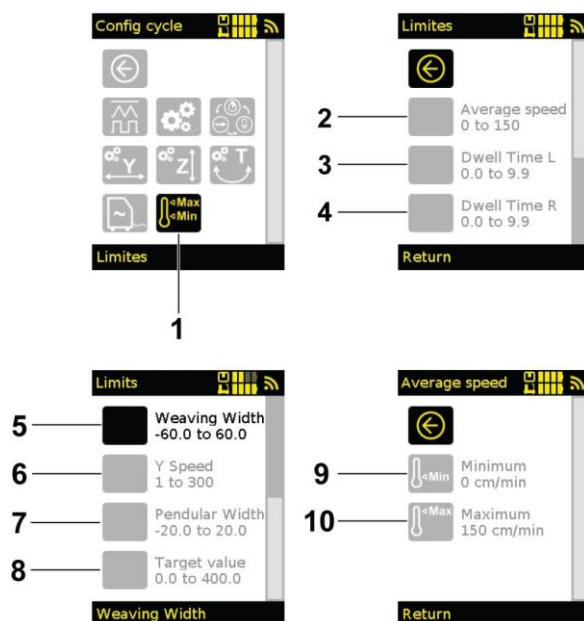 Config cycle
Max
Min
Y
Z
T
Limites
1
Limites
2
Average speed
0 to 150
3
Dwell Time L
0.0 to 9.9
4
Dwell Time R
0.0 to 9.9
Return
Limits
5
Weaving Width
-60.0 to 60.0
6
Y Speed
1 to 300
7
Pendular Width
-20.0 to 20.0
8
Target value
0.0 to 400.0
Weaving Width
Average speed
9
Min
Minimum
0 cm/min
10
Max
Maximum
150 cm/min
Return